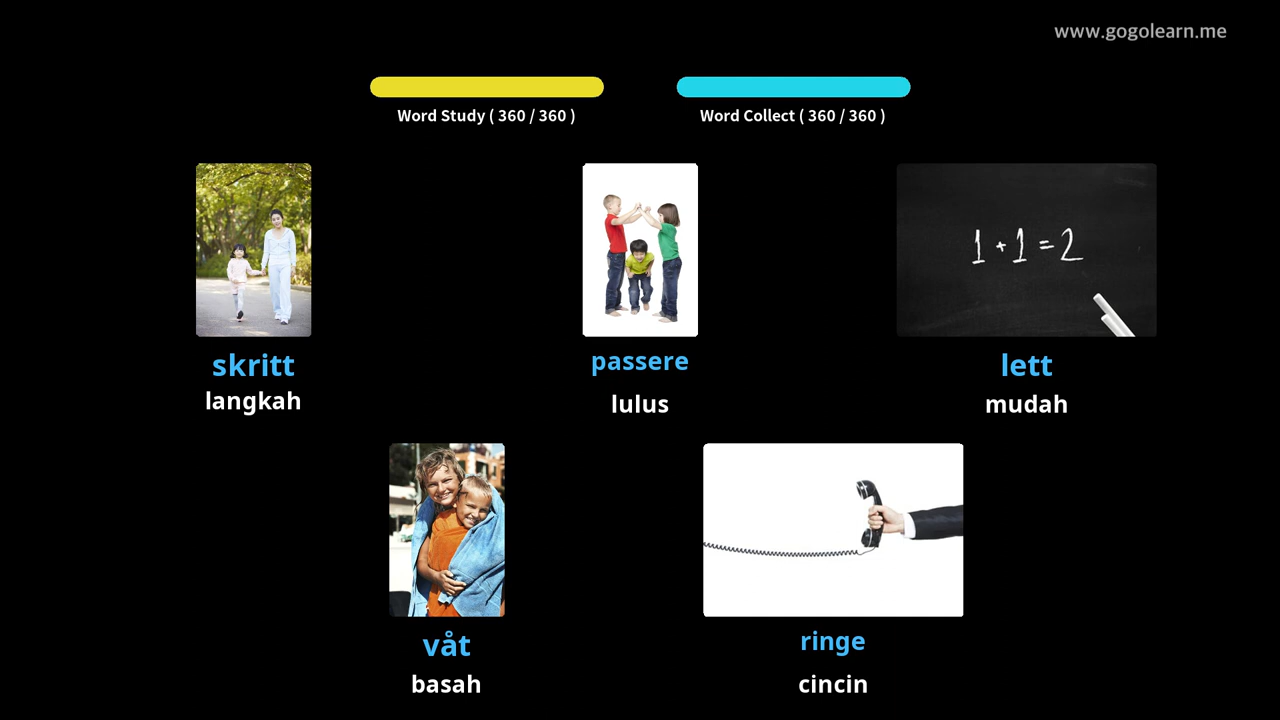 www.gogolearn.me
Word Study ( 360 / 360 )
Word Collect ( 360 / 360 )
1 + 1 = 2
skritt
langkah
passere
lulus
lett
mudah
våt
basah
ringe
cincin